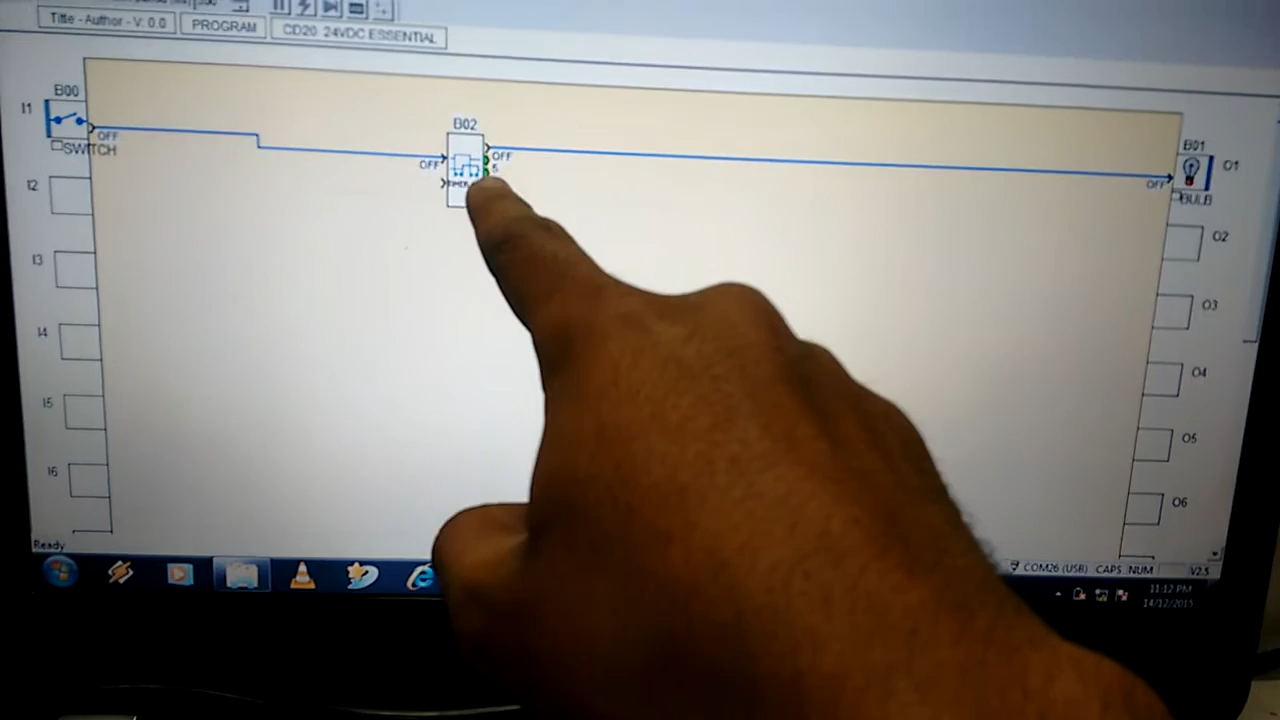 Title - Author - V: 0.0 PROGRAM CD20 24VDC ESSENTIAL
B00
I1
OFF
SWITCH
B02
OFF
OFF
5
TIMER
B01
O1
OFF
BULB
I2
O2
I3
O3
I4
O4
I5
O5
I6
O6
Ready
COM26 (USB) CAPS NUM V2.5
11:12 PM
14/12/2015